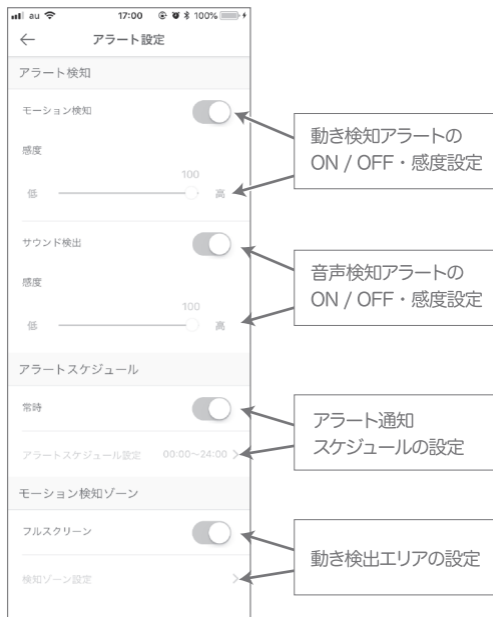 au 17:00 100%
アラート設定
アラート検知
モーション検知
感度
100
低 高
動き検知アラートの
ON / OFF・感度設定
サウンド検出
感度
100
低 高
音声検知アラートの
ON / OFF・感度設定
アラートスケジュール
常時
アラートスケジュール設定 00:00~24:00
アラート通知
スケジュールの設定
モーション検知ゾーン
フルスクリーン
検知ゾーン設定
動き検出エリアの設定